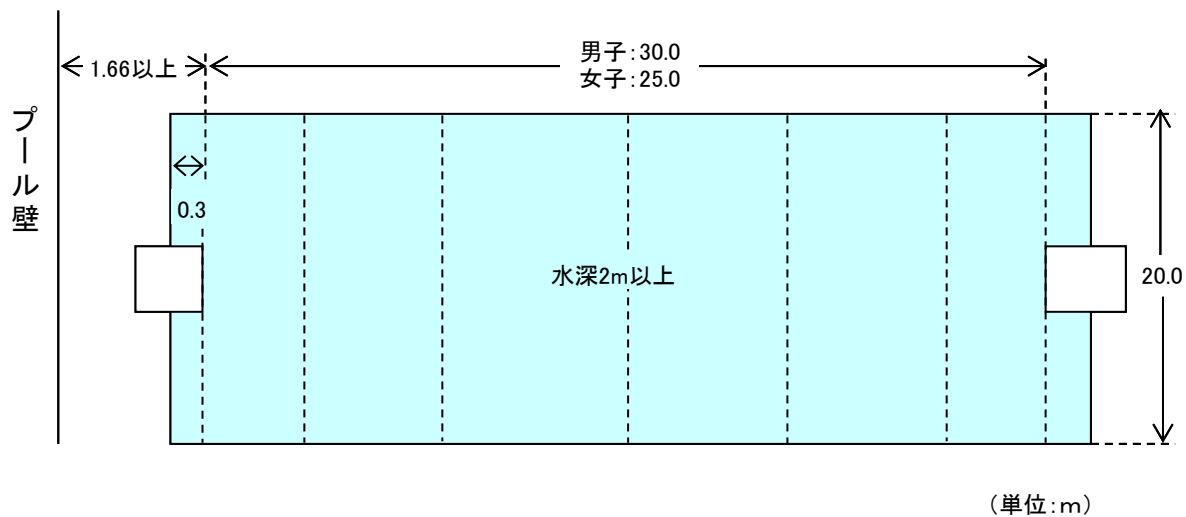 男子：30.0
女子：25.0
1.66以上
プール壁
0.3
水深2m以上
20.0
（単位：m）